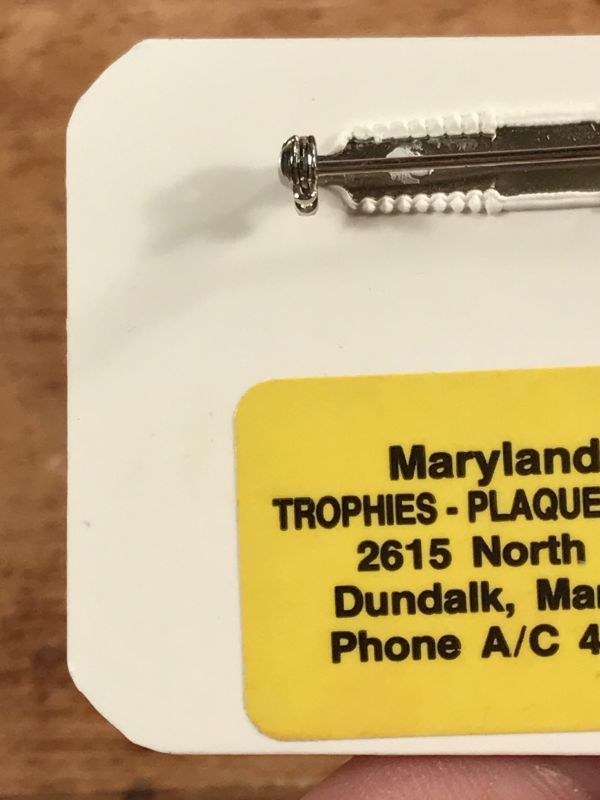 Maryland
TROPHIES - PLAQUE
2615 North
Dundalk, Mar
Phone A/C 4